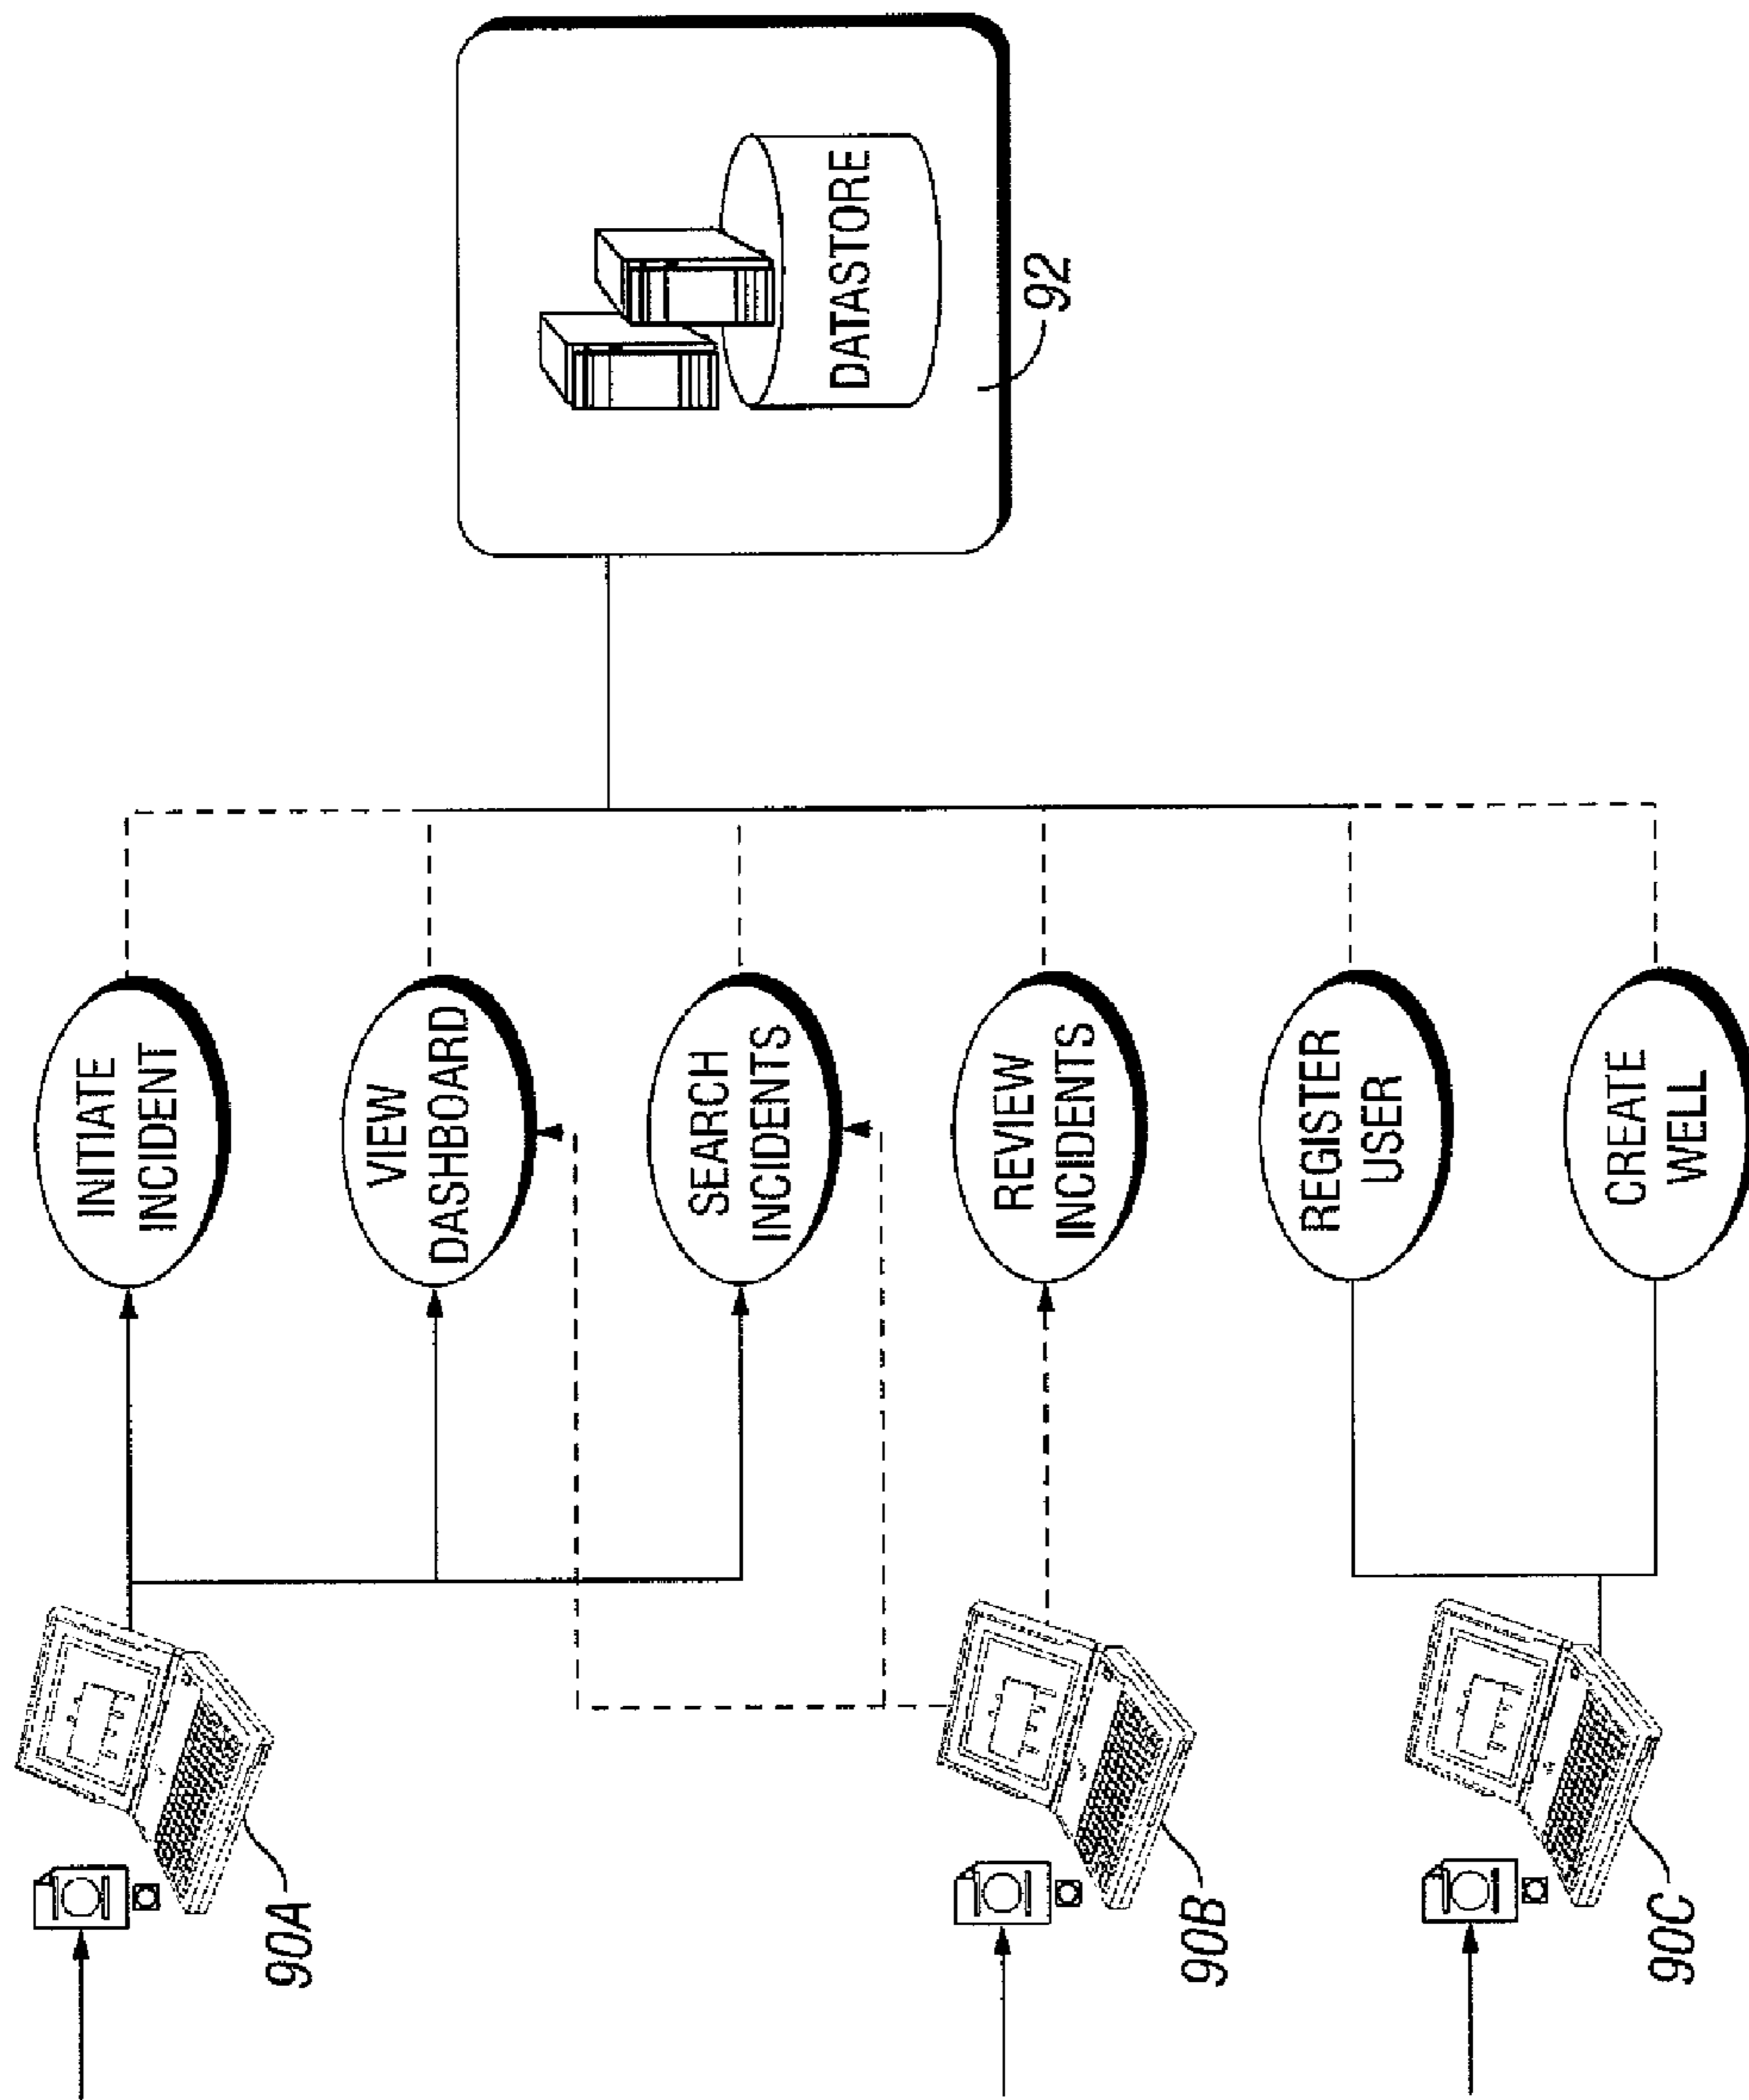 90A
90B
90C
INITIATE
INCIDENT
VIEW
DASHBOARD
SEARCH
INCIDENTS
REVIEW
INCIDENTS
REGISTER
USER
CREATE
WELL
DATASTORE
92